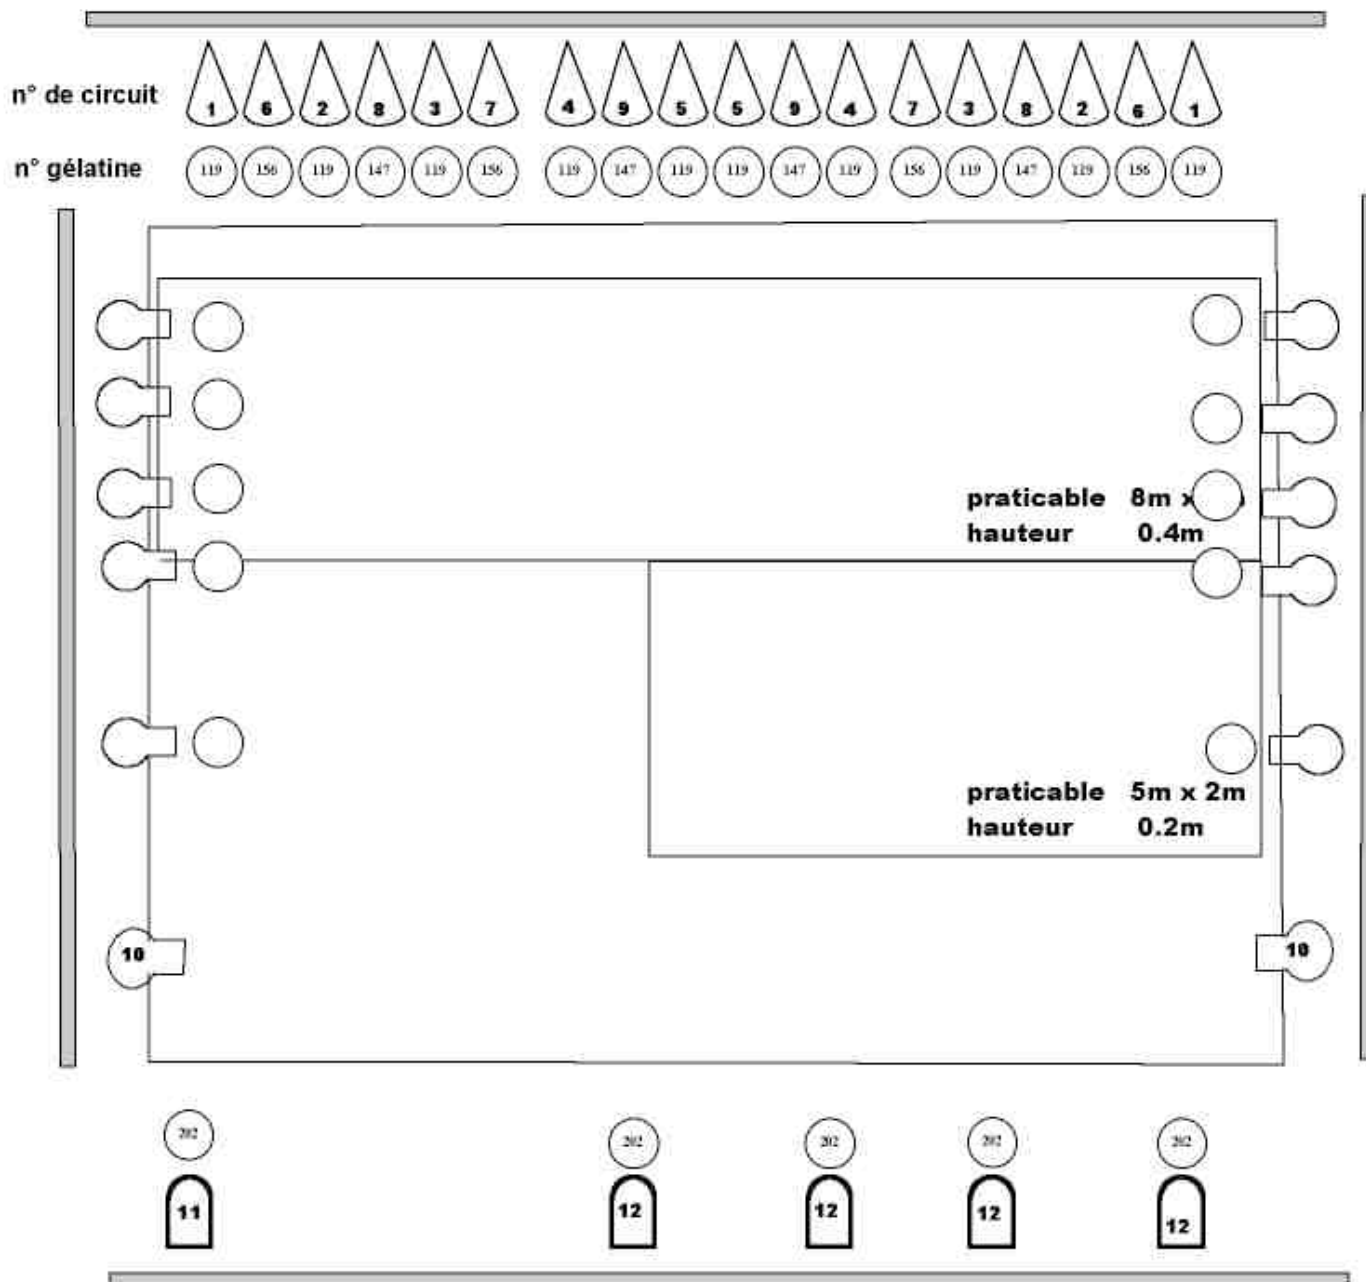 n° de circuit 1 6 2 8 3 7 4 9 5 5 9 4 7 3 8 2 6 1
n° gélatine 119 156 119 147 119 156 119 147 119 119 147 119 156 119 147 119 156 119
praticable 8m x
hauteur 0.4m
praticable 5m x 2m
hauteur 0.2m
10 10
202 202 202 202 202
11 12 12 12 12